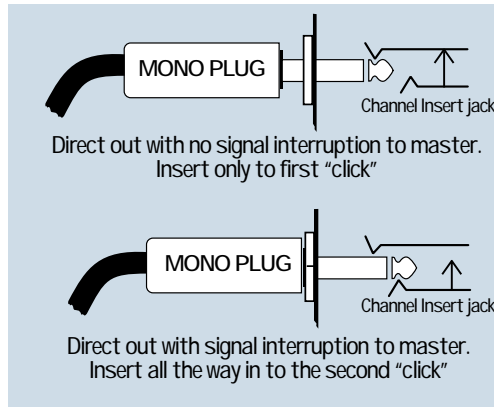 MONO PLUG
Channel Insert jack
Direct out with no signal interruption to master.
Insert only to first “click”
MONO PLUG
Channel Insert jack
Direct out with signal interruption to master.
Insert all the way in to the second “click”